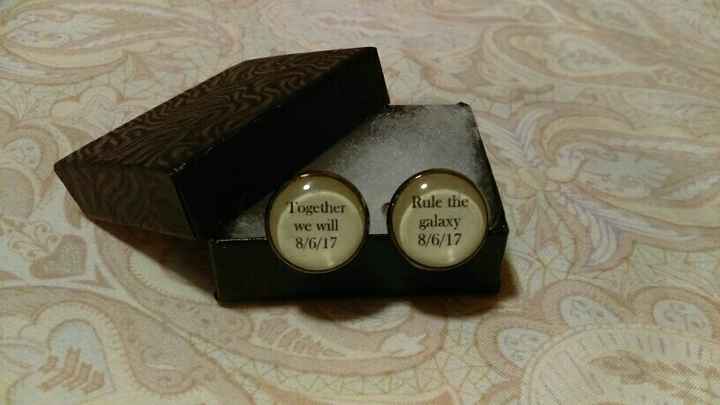 Together
we will
8/6/17
Rule the
galaxy
8/6/17